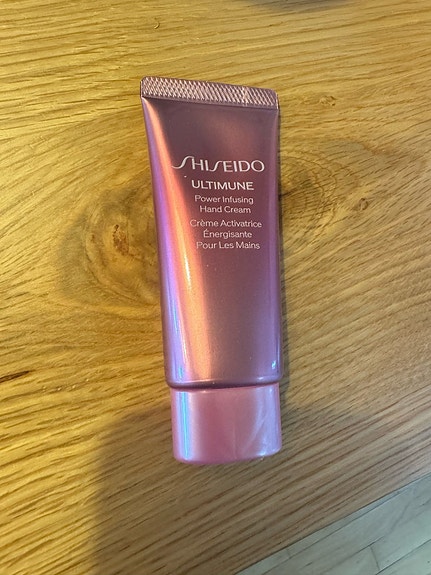 SHISEIDO
ULTIMUNE
Power Infusing
Hand Cream
Crème Activatrice
Énergisante
Pour Les Mains